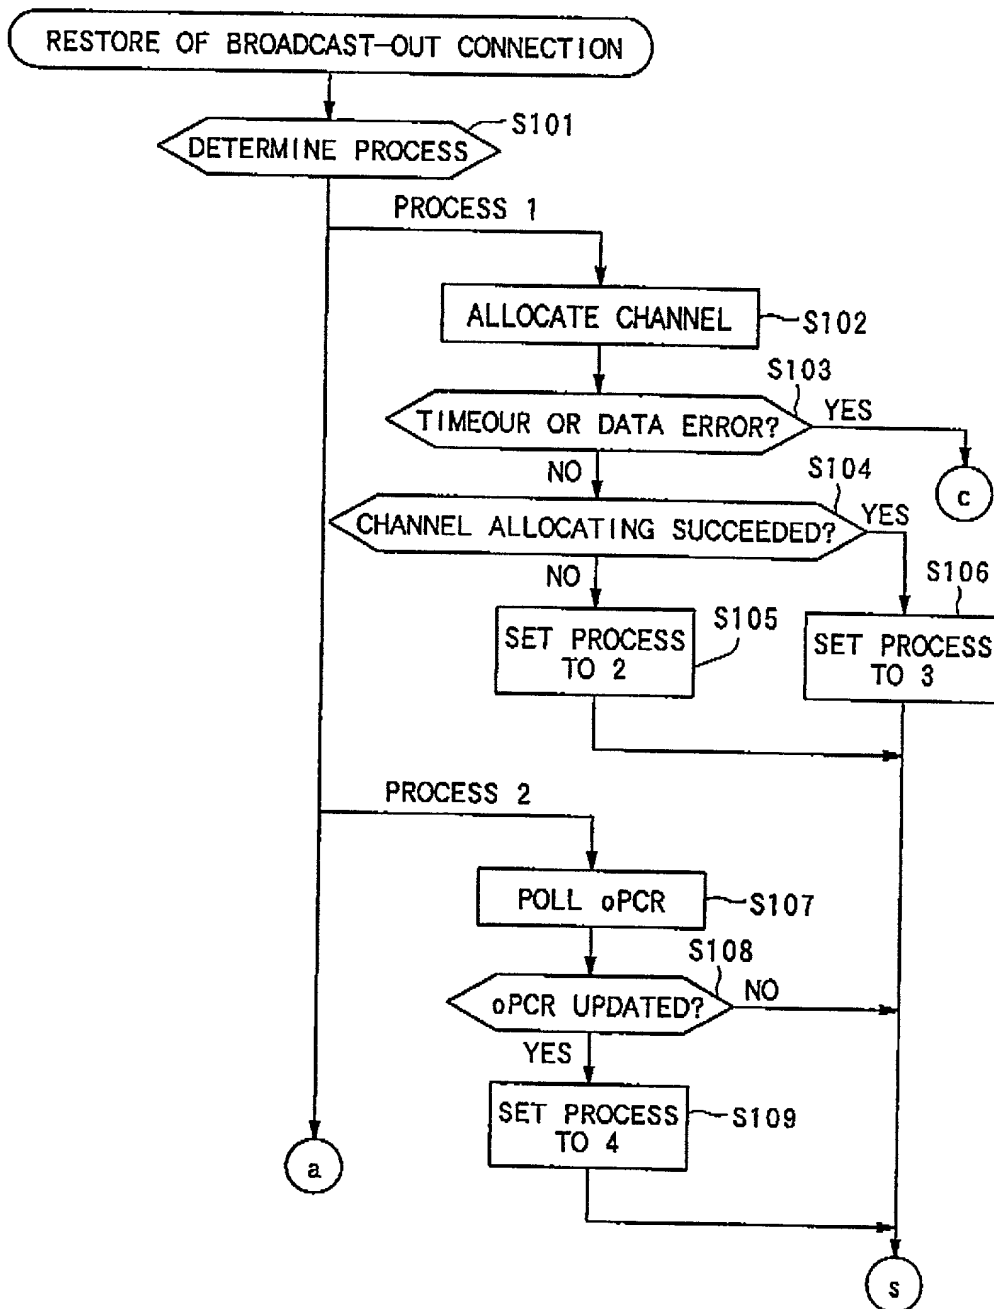 RESTORE OF BROADCAST-OUT CONNECTION
S101
DETERMINE PROCESS
PROCESS 1
ALLOCATE CHANNEL
S102
S103
TIMEOUR OR DATA ERROR?
YES
NO
c
S104
CHANNEL ALLOCATING SUCCEEDED?
YES
NO
S106
S105
SET PROCESS
TO 2
SET PROCESS
TO 3
PROCESS 2
POLL oPCR
S107
S108
oPCR UPDATED?
NO
YES
SET PROCESS
TO 4
S109
a
s